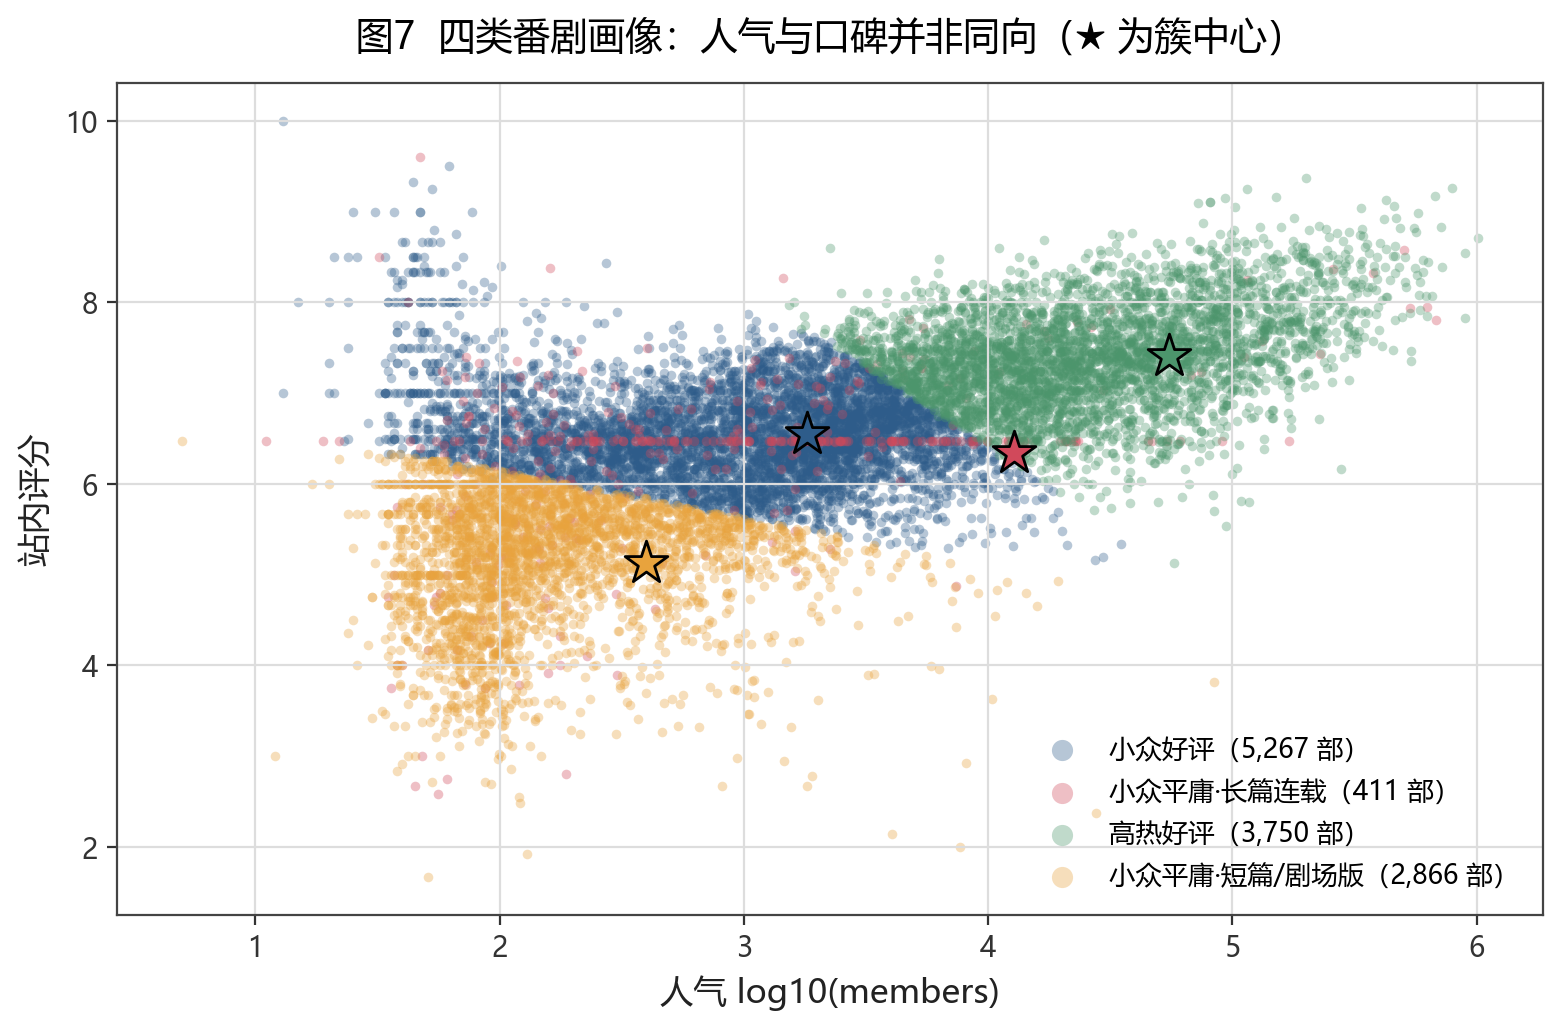 图7  四类番剧画像：人气与口碑并非同向（★ 为簇中心）
站内评分
10
8
6
4
2
小众好评（5,267 部）
小众平庸·长篇连载（411 部）
高热好评（3,750 部）
小众平庸·短篇/剧场版（2,866 部）
1 2 3 4 5 6
人气 log10(members)